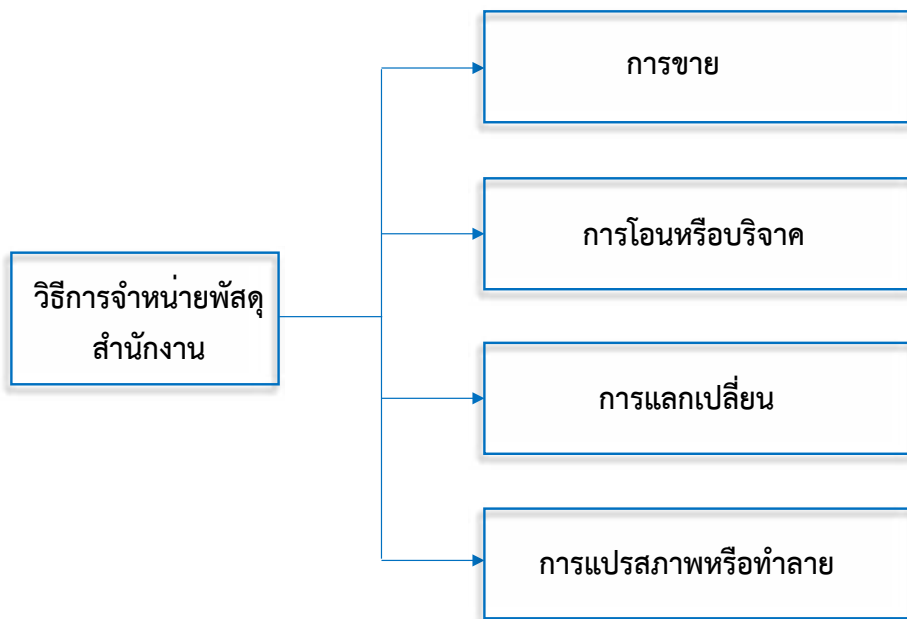 วิธีการจำหน่ายพัสดุ
สำนักงาน
การขาย
การโอนหรือบริจาค
การแลกเปลี่ยน
การแปรสภาพหรือทำลาย